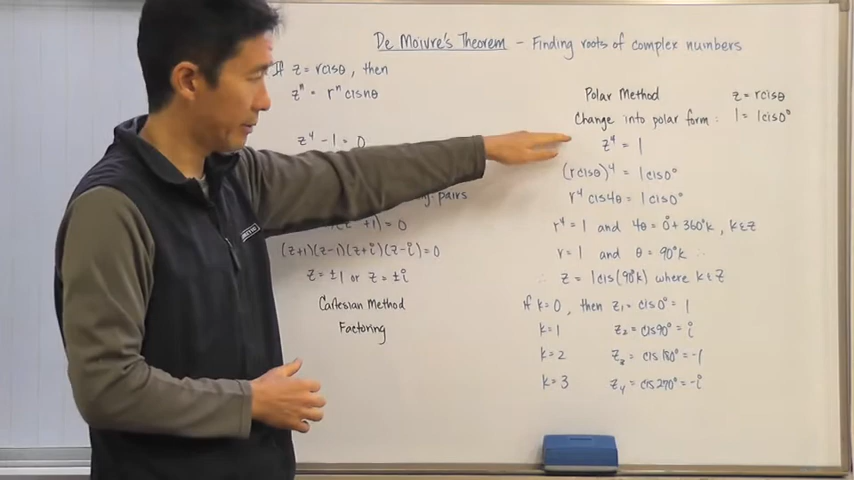 De Moivre's Theorem - Finding roots of complex numbers
If z = rcisθ, then
zⁿ = rⁿ cisnθ
z⁴ - 1 = 0
pairs
(z+1)(z-1)(z+i)(z-i) = 0
z = ±1 or z = ±i
Cartesian Method
Factoring
Polar Method
z = rcisθ
Change into polar form : 1 = 1cis0°
z⁴ = 1
(rcisθ)⁴ = 1cis0°
r⁴ cis4θ = 1cis0°
r⁴ = 1 and 4θ = 0° + 360°k, k∈Z
r = 1 and θ = 90°k
∴ z = 1cis(90°k) where k∈Z
If k=0, then z₁ = cis0° = 1
k=1 z₂ = cis90° = i
k=2 z₃ = cis180° = -1
k=3 z₄ = cis270° = -i